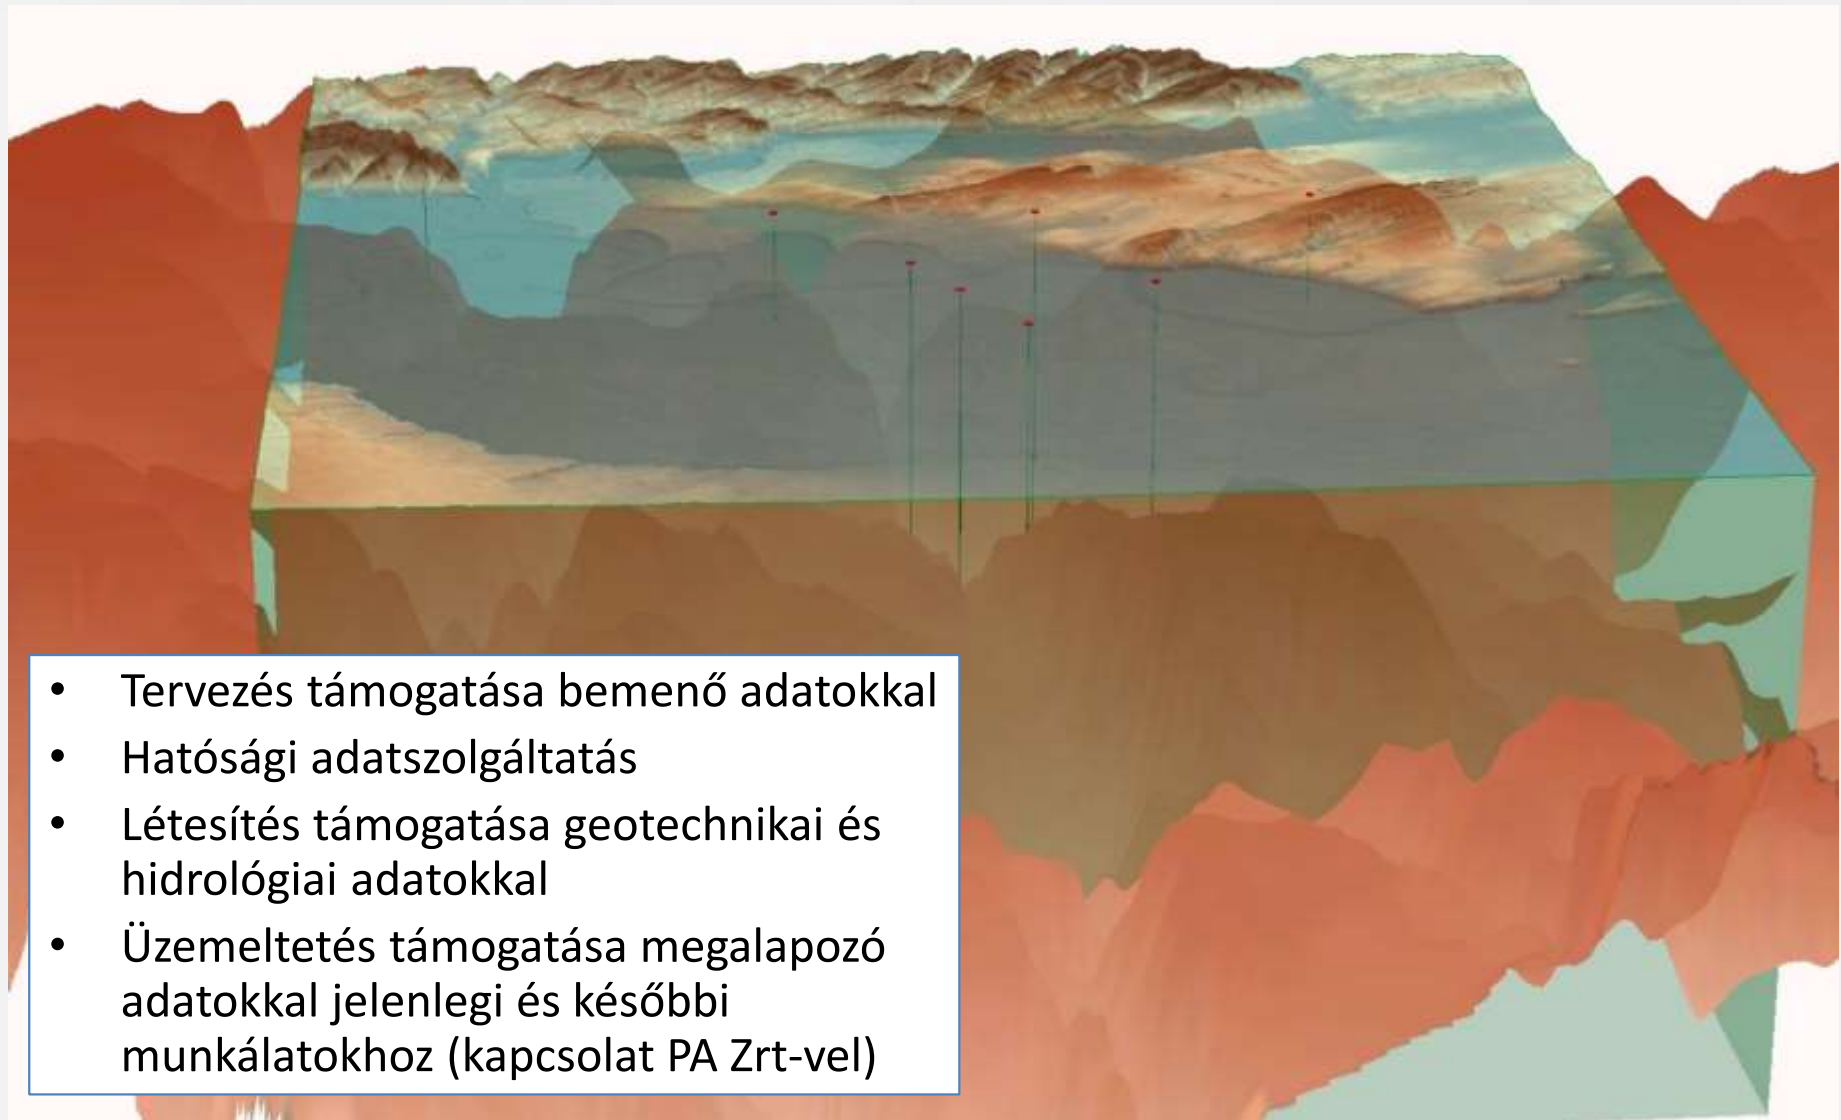 • Tervezés támogatása bemenő adatokkal
• Hatósági adatszolgáltatás
• Létesítés támogatása geotechnikai és
hidrológiai adatokkal
• Üzemeltetés támogatása megalapozó
adatokkal jelenlegi és későbbi
munkálatokhoz (kapcsolat PA Zrt-vel)